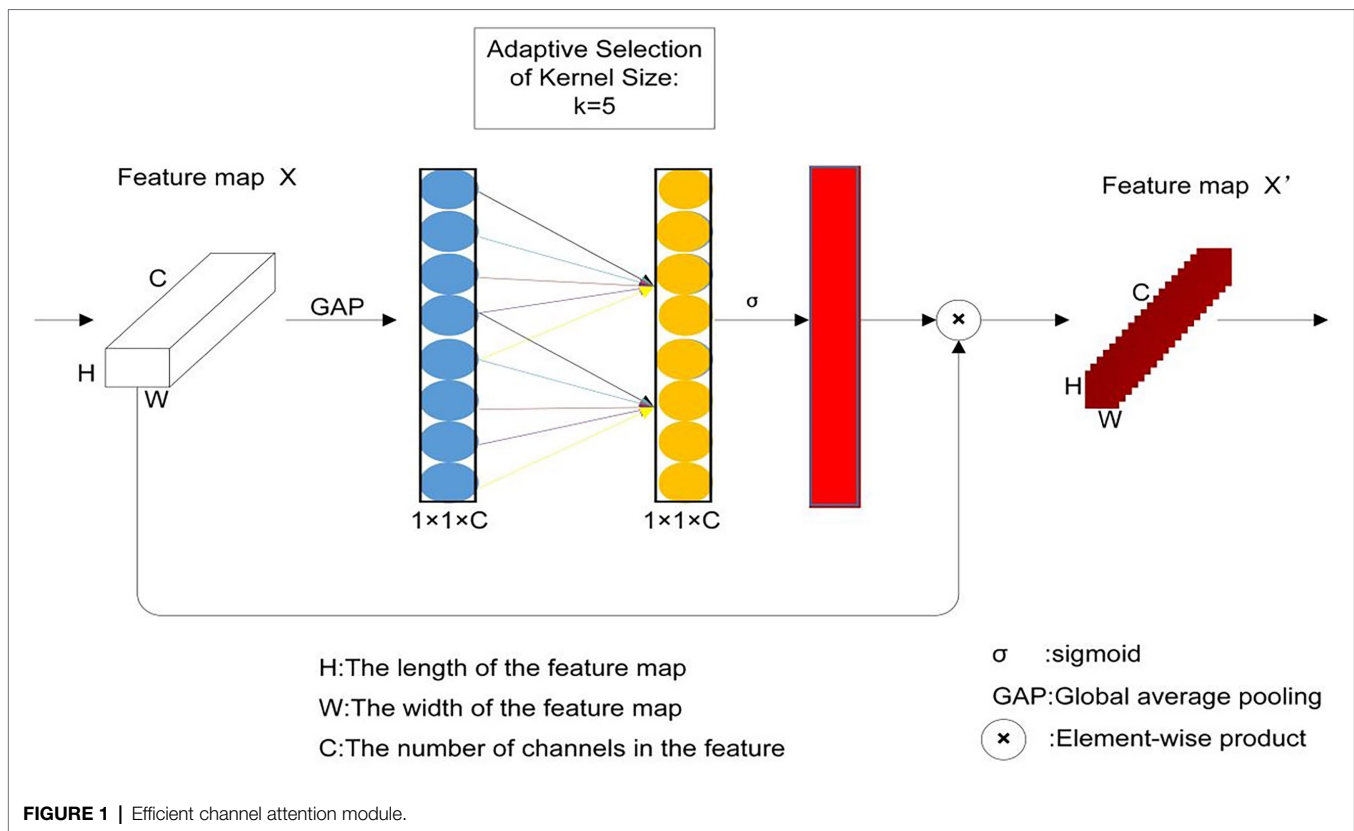 Adaptive Selection
of Kernel Size:
k=5
Feature map X
Feature map X’
C
H
W
GAP
σ
×
C
H
W
1×1×C
1×1×C
H:The length of the feature map
W:The width of the feature map
C:The number of channels in the feature
σ :sigmoid
GAP:Global average pooling
× :Element-wise product
FIGURE 1 | Efficient channel attention module.